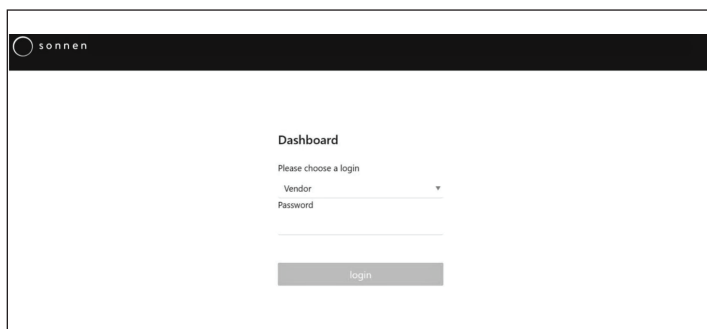 sonnen
Dashboard
Please choose a login
Vendor
Password
login